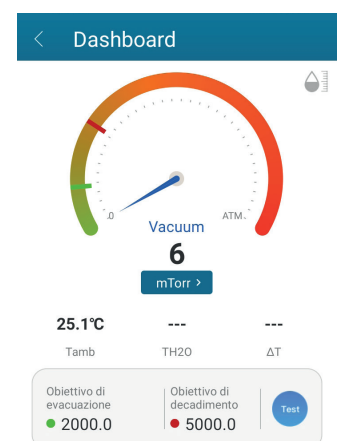 Dashboard
0 ATM.
Vacuum
6
mTorr >
25.1°C --- ---
Tamb TH2O ΔT
Obiettivo di evacuazione
2000.0
Obiettivo di decadimento
5000.0
Test